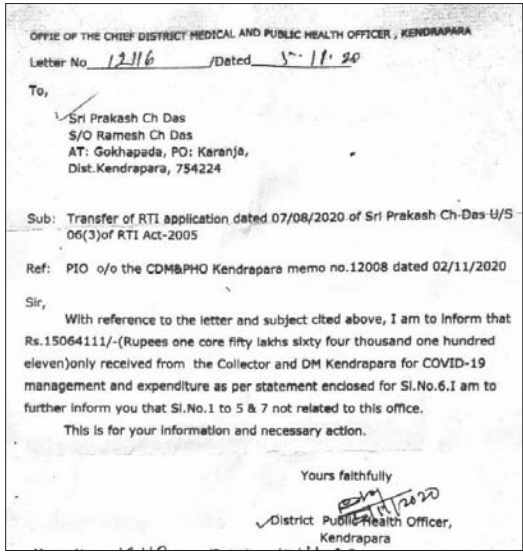 OFFIE OF THE CHIEF DISTRICT MEDICAL AND PUBLIC HEALTH OFFICER, KENDRAPARA
Letter No 12116 /Dated 5.11.20
To,
Sri Prakash Ch Das
S/O Ramesh Ch Das
AT: Gokhapada, PO: Karanja,
Dist.Kendrapara, 754224
Sub: Transfer of RTI application dated 07/08/2020 of Sri Prakash Ch-Das U/S
06(3)of RTI Act-2005
Ref: PIO o/o the CDM&PHO Kendrapara memo no.12008 dated 02/11/2020
Sir,
With reference to the letter and subject cited above, I am to inform that
Rs.15064111/-(Rupees one core fifty lakhs sixty four thousand one hundred
eleven)only received from the Collector and DM Kendrapara for COVID-19
management and expenditure as per statement enclosed for Sl.No.6.I am to
further inform you that Sl.No.1 to 5 & 7 not related to this office.
This is for your information and necessary action.
Yours faithfully
District Public Health Officer,
Kendrapara